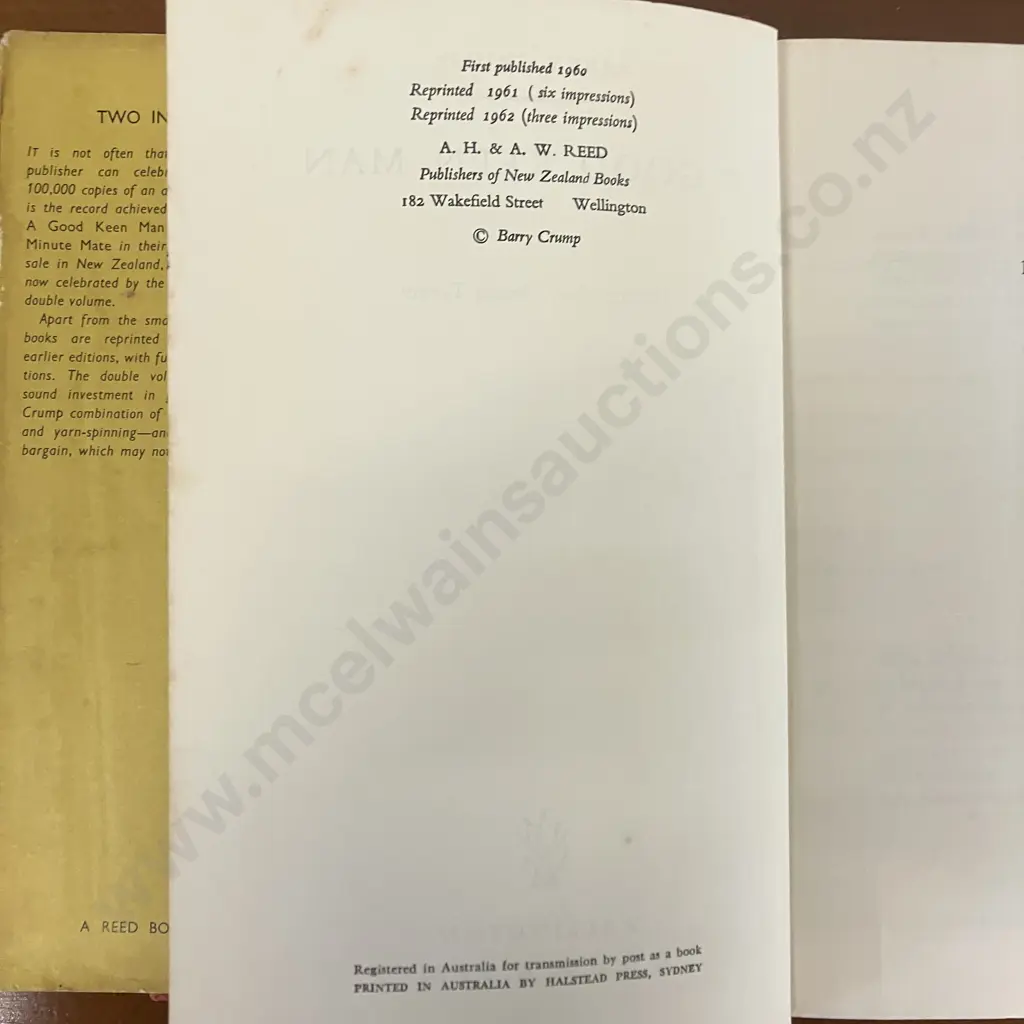 TWO IN
IT is not often tha
publisher can celeb
100,000 copies of an
is the record achieved
A Good Keen Man
Minute Mate in their
sale in New Zealand,
now celebrated by the
double volume.
Apart from the sma
books are reprinted
earlier editions, with fu
tions. The double vol
sound investment in
Crump combination of
and yarn-spinning—an
bargain, which may no
A REED BO
First published 1960
Reprinted 1961 ( six impressions)
Reprinted 1962 (three impressions)
A. H. & A. W. REED
Publishers of New Zealand Books
182 Wakefield Street Wellington
© Barry Crump
Registered in Australia for transmission by post as a book
PRINTED IN AUSTRALIA BY HALSTEAD PRESS, SYDNEY
www.mcelwainsauctions.co.nz